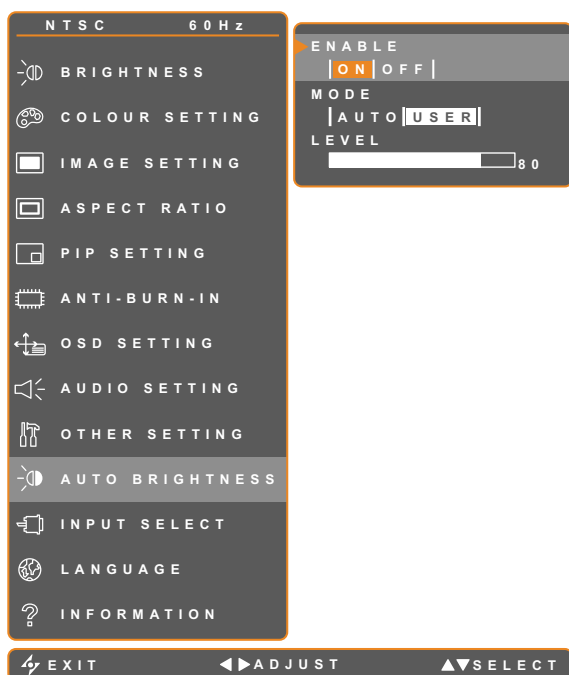 NTSC 60Hz
BRIGHTNESS
COLOUR SETTING
IMAGE SETTING
ASPECT RATIO
PIP SETTING
ANTI-BURN-IN
OSD SETTING
AUDIO SETTING
OTHER SETTING
AUTO BRIGHTNESS
INPUT SELECT
LANGUAGE
INFORMATION
ENABLE
ON OFF
MODE
AUTO USER
LEVEL
80
EXIT ADJUST SELECT